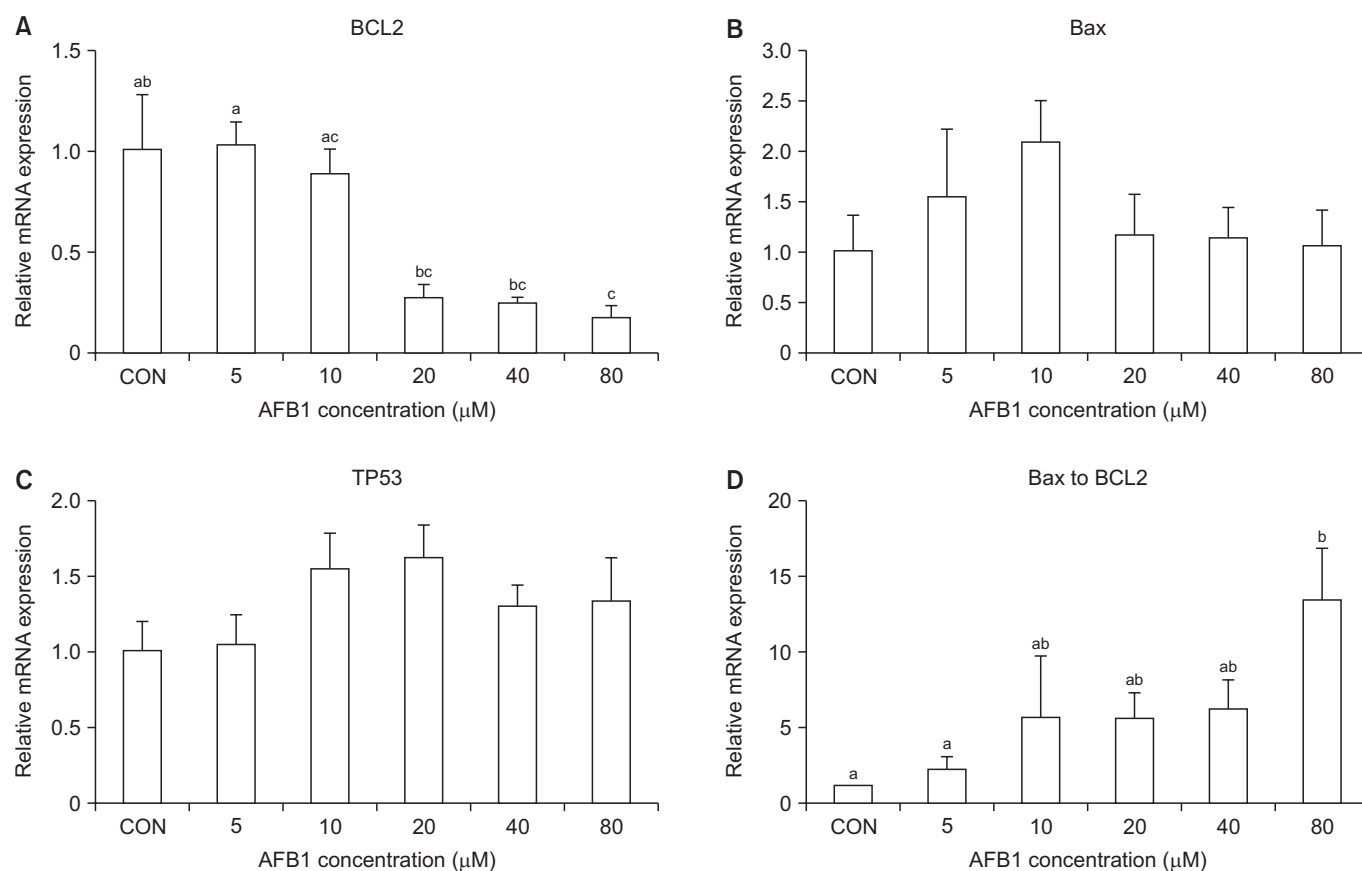 A
BCL2
Relative mRNA expression
1.5
1.0
0.5
0
ab
a
ac
bc
bc
c
CON 5 10 20 40 80
AFB1 concentration (μM)
B
Bax
Relative mRNA expression
3.0
2.5
2.0
1.5
1.0
0.5
0
CON 5 10 20 40 80
AFB1 concentration (μM)
C
TP53
Relative mRNA expression
2.0
1.5
1.0
0.5
0
CON 5 10 20 40 80
AFB1 concentration (μM)
D
Bax to BCL2
Relative mRNA expression
20
15
10
5
0
a
a
ab
ab
ab
b
CON 5 10 20 40 80
AFB1 concentration (μM)